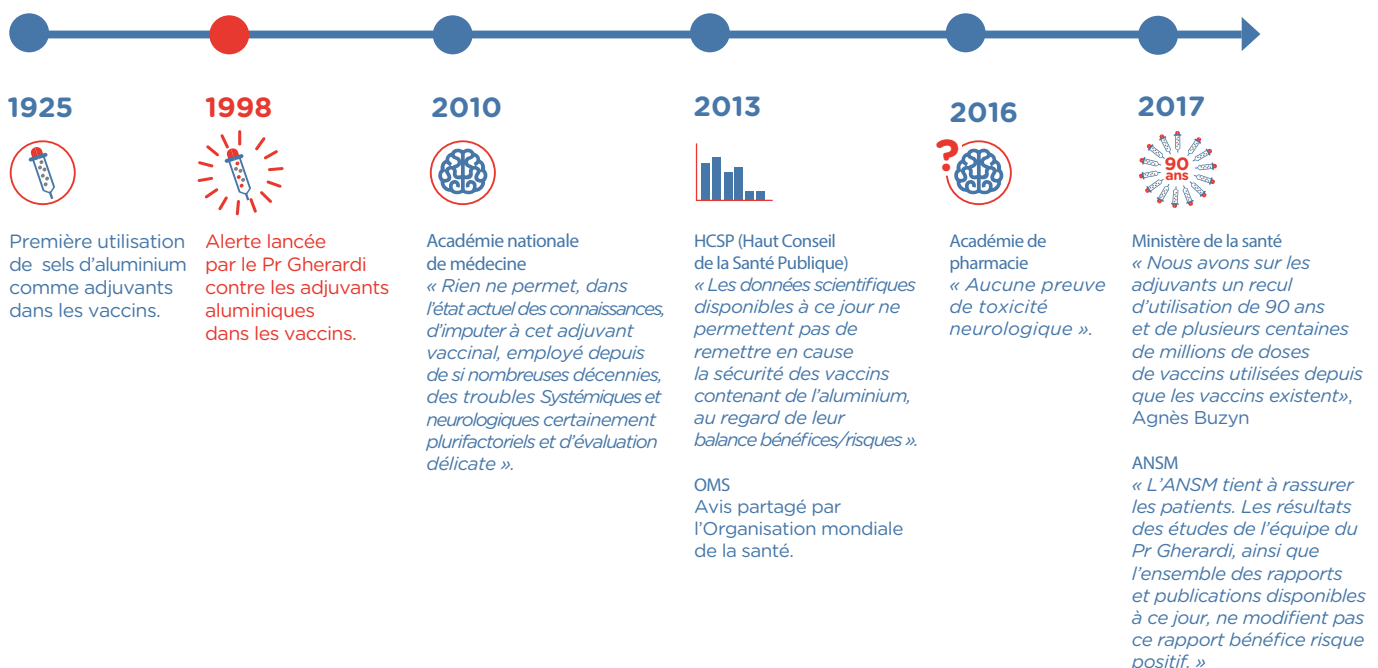 1925
Première utilisation
de sels d'aluminium
comme adjuvants
dans les vaccins.
1998
Alerte lancée
par le Pr Gherardi
contre les adjuvants
aluminiques
dans les vaccins.
2010
Académie nationale
de médecine
« Rien ne permet, dans
l'état actuel des connaissances,
d'imputer à cet adjuvant
vaccinal, employé depuis
de si nombreuses décennies,
des troubles Systémiques et
neurologiques certainement
plurifactoriels et d'évaluation
délicate ».
2013
HCSP (Haut Conseil
de la Santé Publique)
« Les données scientifiques
disponibles à ce jour ne
permettent pas de
remettre en cause
la sécurité des vaccins
contenant de l'aluminium,
au regard de leur
balance bénéfices/risques ».
OMS
Avis partagé par
l'Organisation mondiale
de la santé.
2016
?
Académie de
pharmacie
« Aucune preuve
de toxicité
neurologique ».
2017
90
ans
Ministère de la santé
« Nous avons sur les
adjuvants un recul
d'utilisation de 90 ans
et de plusieurs centaines
de millions de doses
de vaccins utilisées depuis
que les vaccins existent»,
Agnès Buzyn
ANSM
« L'ANSM tient à rassurer
les patients. Les résultats
des études de l'équipe du
Pr Gherardi, ainsi que
l'ensemble des rapports
et publications disponibles
à ce jour, ne modifient pas
ce rapport bénéfice risque
positif. »